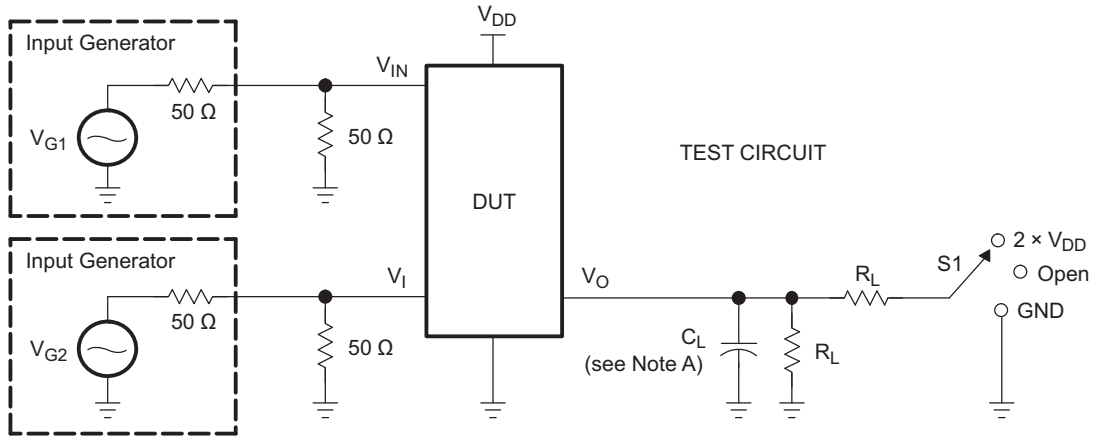 V_DD
Input Generator
V_IN
50 Ω
V_G1
50 Ω
TEST CIRCUIT
DUT
2 × V_DD
Input Generator
V_I
V_O
R_L
S1
Open
50 Ω
GND
V_G2
50 Ω
C_L
(see Note A)
R_L